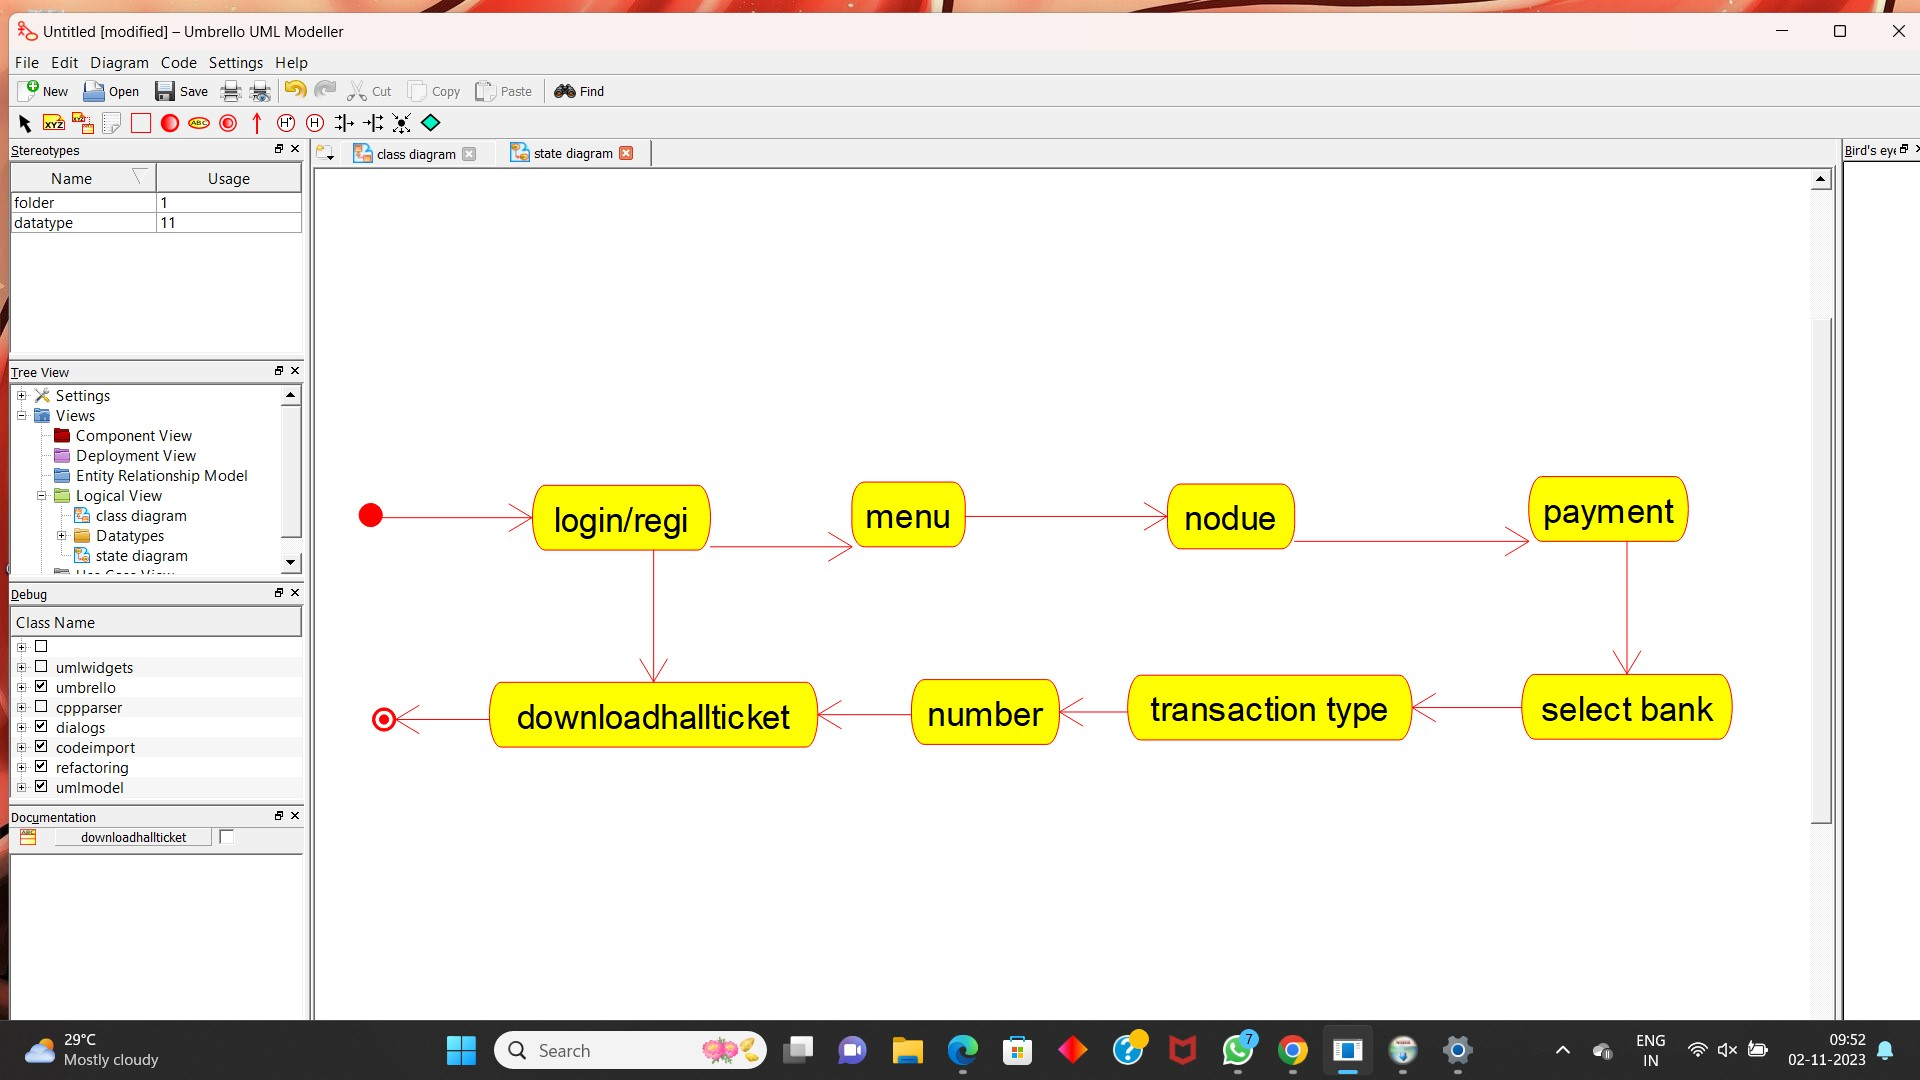 Untitled [modified] – Umbrello UML Modeller
File Edit Diagram Code Settings Help
New Open Save Cut Copy Paste Find
Stereotypes
Name Usage
folder 1
datatype 11
Tree View
Settings
Views
Component View
Deployment View
Entity Relationship Model
Logical View
class diagram
Datatypes
state diagram
Debug
Class Name
umlwidgets
umbrello
cppparser
dialogs
codeimport
refactoring
umlmodel
Documentation
downloadhallticket
class diagram state diagram
Bird's eye
login/regi menu nodue payment
downloadhallticket number transaction type select bank
29°C
Mostly cloudy
Search
7
ENG
IN
09:52
02-11-2023